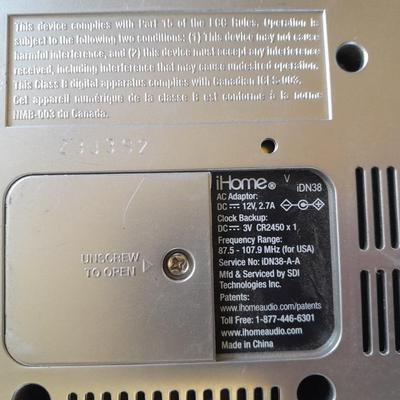 This device complies with Part 15 of the FCC Rules. Operation is
subject to the following two conditions: (1) This device may not cause
harmful interference, and (2) this device must accept any interference
received, including interference that may cause undesired operation.
This Class B digital apparatus complies with Canadian ICES-003.
Cet appareil numérique de la classe B est conforme à la norme
NMB-003 du Canada.
UNSCREW
TO OPEN
iHome® V iDN38
AC Adaptor:
DC 12V, 2.7A
Clock Backup:
DC 3V CR2450 x 1
Frequency Range:
87.5 - 107.9 MHz (for USA)
Service No: iDN38-A-A
Mfd & Serviced by SDI
Technologies Inc.
Patents:
www.ihomeaudio.com/patents
Toll Free: 1-877-446-6301
www.ihomeaudio.com
Made in China